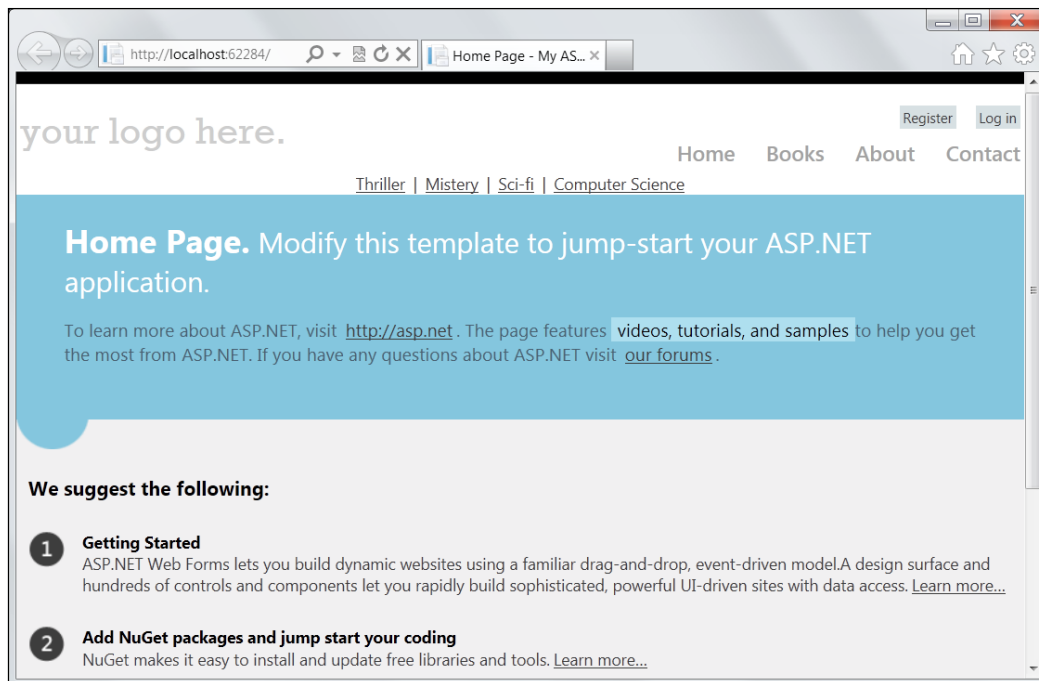 http://localhost:62284/
Home Page - My AS...
your logo here.
Register Log in
Home Books About Contact
Thriller | Mistery | Sci-fi | Computer Science
Home Page. Modify this template to jump-start your ASP.NET
application.
To learn more about ASP.NET, visit http://asp.net. The page features videos, tutorials, and samples to help you get
the most from ASP.NET. If you have any questions about ASP.NET visit our forums.
We suggest the following:
1 Getting Started
ASP.NET Web Forms lets you build dynamic websites using a familiar drag-and-drop, event-driven model.A design surface and
hundreds of controls and components let you rapidly build sophisticated, powerful UI-driven sites with data access. Learn more...
2 Add NuGet packages and jump start your coding
NuGet makes it easy to install and update free libraries and tools. Learn more...